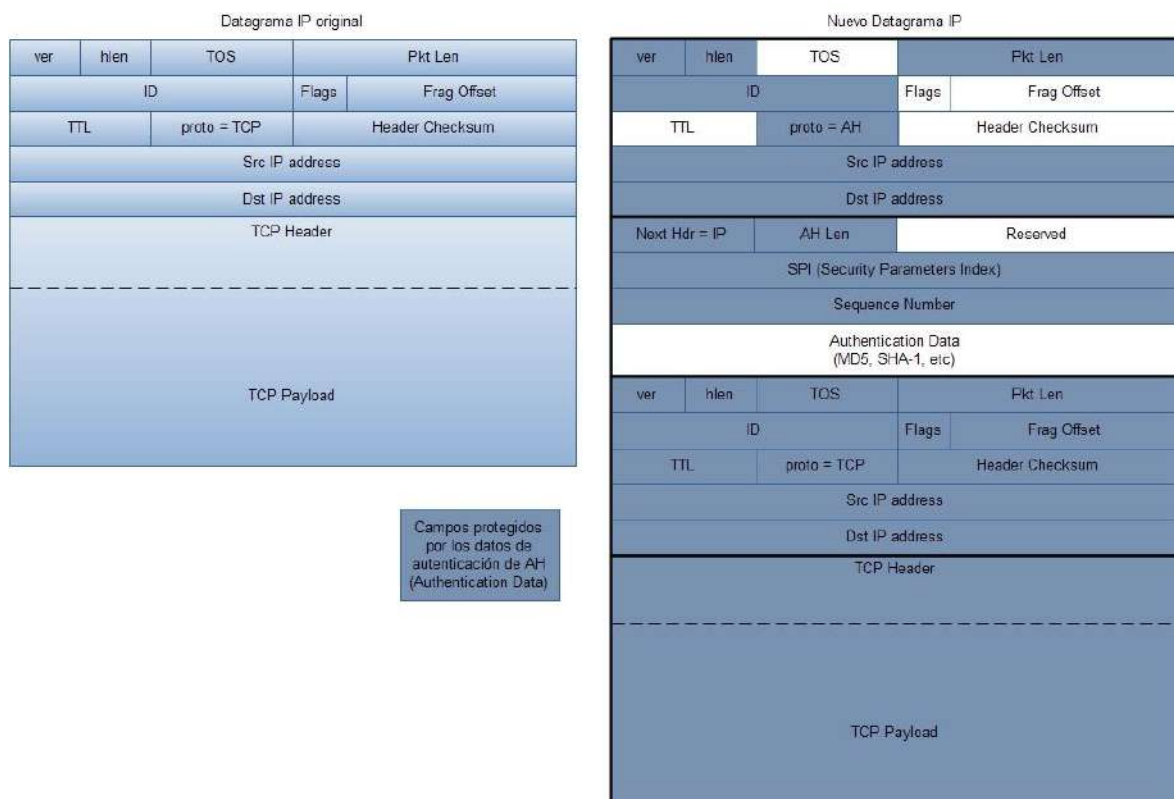 Datagrama IP original
ver hlen TOS Pkt Len
ID Flags Frag Offset
TTL proto = TCP Header Checksum
Src IP address
Dst IP address
TCP Header
TCP Payload
Campos protegidos
por los datos de
autenticación de AH
(Authentication Data)
Nuevo Datagrama IP
ver hlen TOS Pkt Len
ID Flags Frag Offset
TTL proto = AH Header Checksum
Src IP address
Dst IP address
Next Hdr = IP AH Len Reserved
SPI (Security Parameters Index)
Sequence Number
Authentication Data
(MD5, SHA-1, etc)
ver hlen TOS Pkt Len
ID Flags Frag Offset
TTL proto = TCP Header Checksum
Src IP address
Dst IP address
TCP Header
TCP Payload